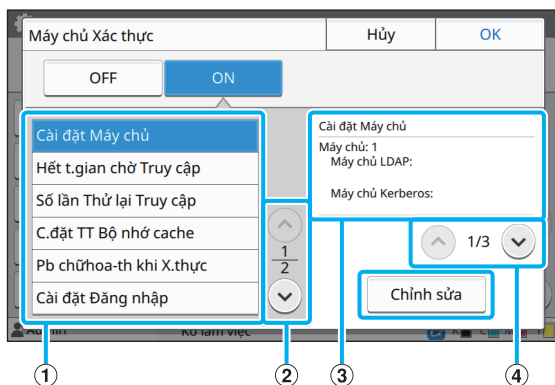 Máy chủ Xác thực
Hủy
OK
OFF
ON
Cài đặt Máy chủ
Hết t.gian chờ Truy cập
Số lần Thử lại Truy cập
C.đặt TT Bộ nhớ cache
Pb chữhoa-th khi X.thực
Cài đặt Đăng nhập
1
2
Cài đặt Máy chủ
Máy chủ: 1
Máy chủ LDAP:
Máy chủ Kerberos:
1/3
Chỉnh sửa
1
2
3
4